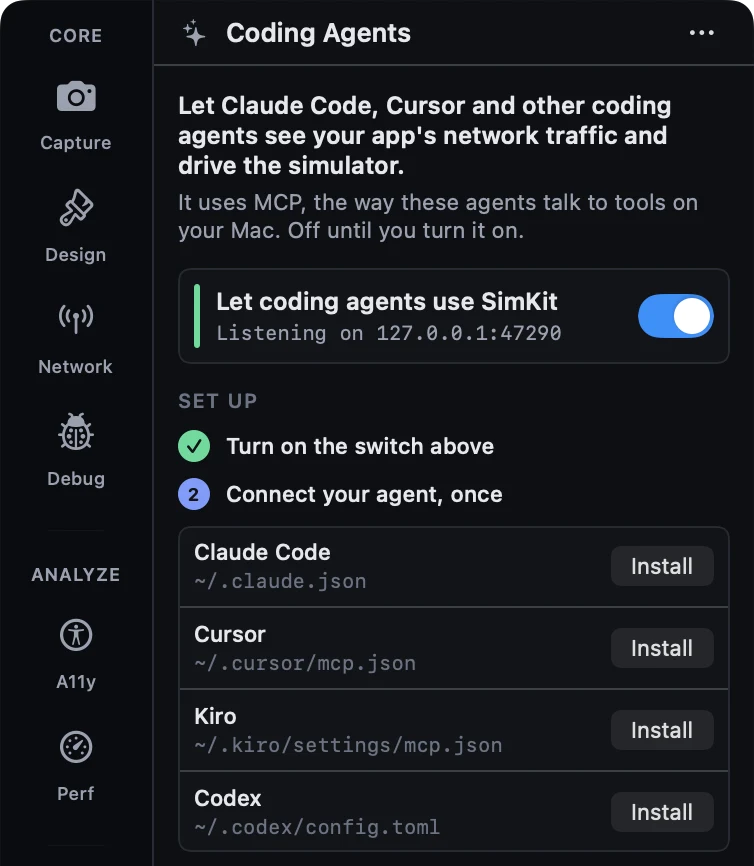 CORE
Capture
Design
Network
Debug
ANALYZE
A11y
Perf
Coding Agents
Let Claude Code, Cursor and other coding
agents see your app's network traffic and
drive the simulator.
It uses MCP, the way these agents talk to tools on
your Mac. Off until you turn it on.
Let coding agents use SimKit
Listening on 127.0.0.1:47290
SET UP
Turn on the switch above
2 Connect your agent, once
Claude Code
~/.claude.json
Install
Cursor
~/.cursor/mcp.json
Install
Kiro
~/.kiro/settings/mcp.json
Install
Codex
~/.codex/config.toml
Install